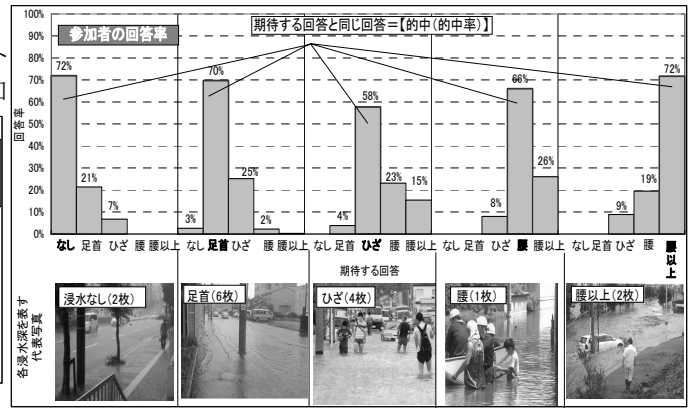 参加者の回答率
期待する回答と同じ回答＝【的中(的中率)】
回答率
100%
90%
80%
70%
60%
50%
40%
30%
20%
10%
0%
72%
21%
7%
3%
70%
25%
2%
4%
58%
23%
15%
8%
66%
26%
9%
19%
72%
なし 足首 ひざ 腰 腰以上
なし 足首 ひざ 腰 腰以上
なし 足首 ひざ 腰 腰以上
なし 足首 ひざ 腰 腰以上
なし 足首 ひざ 腰 腰以上
期待する回答
各浸水深を表す
代表写真
浸水なし(2枚)
足首(6枚)
ひざ(4枚)
腰(1枚)
腰以上(2枚)